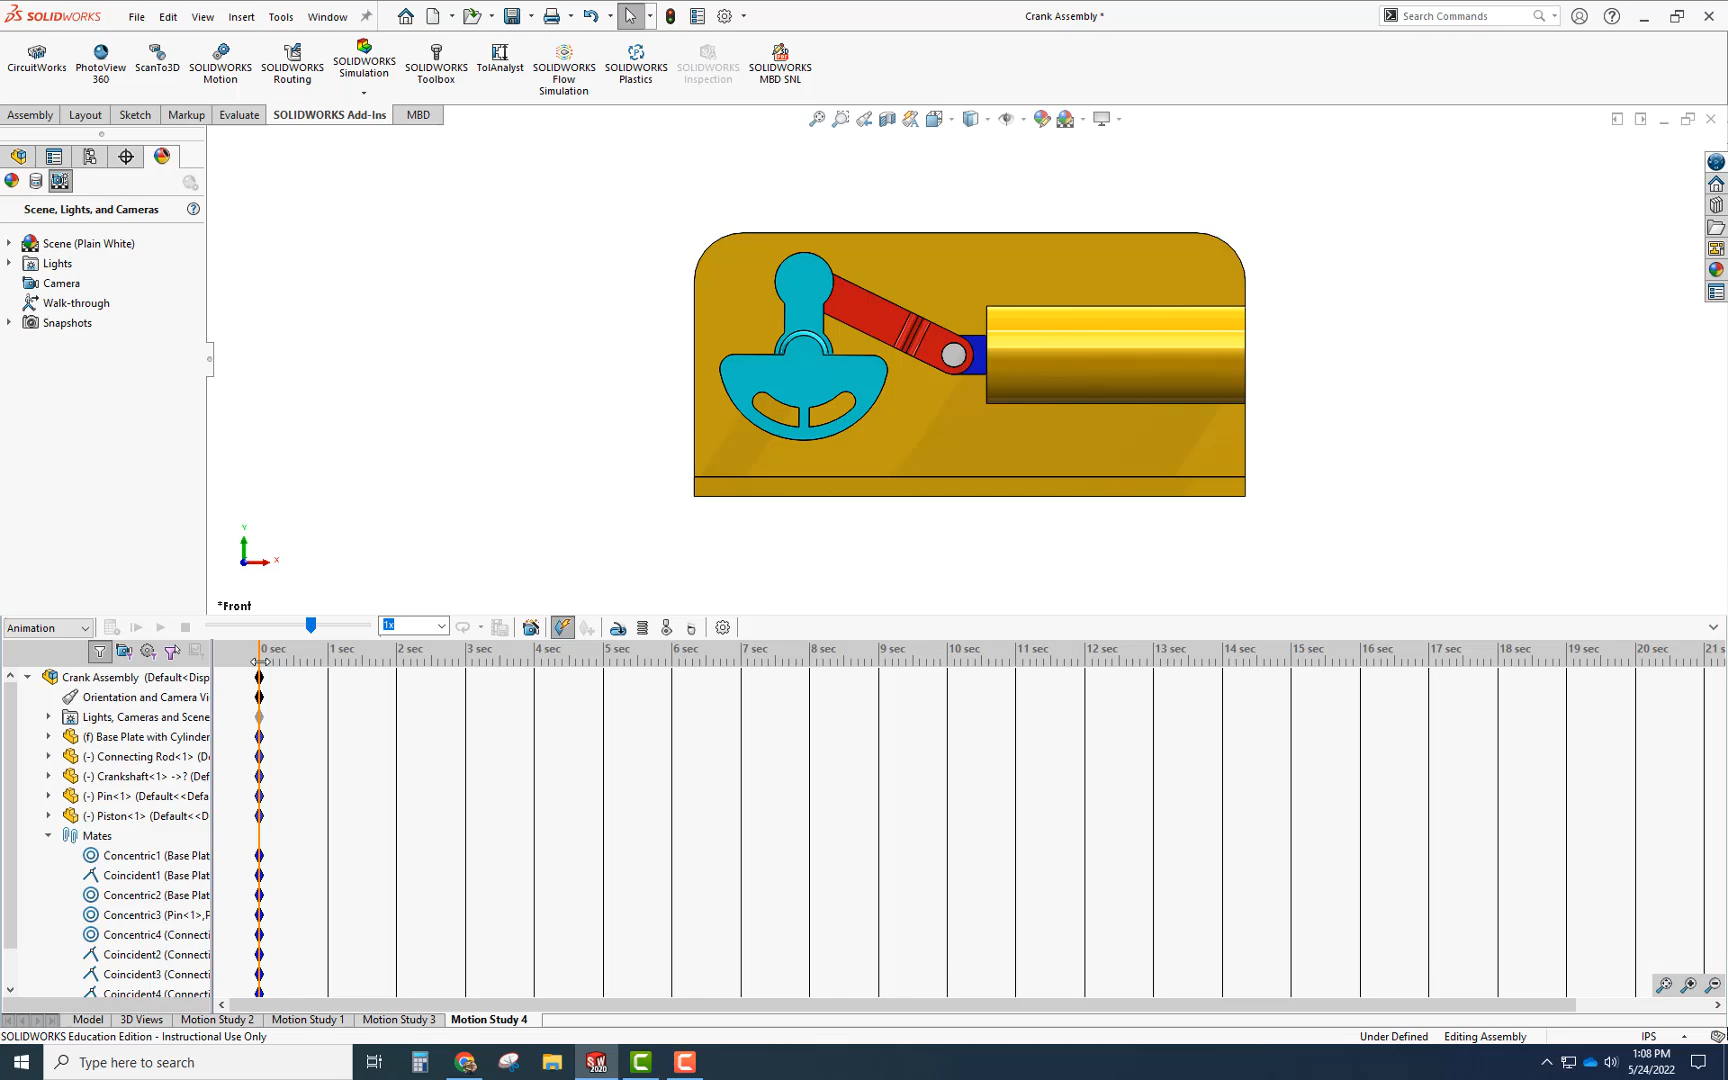 SOLIDWORKS File Edit View Insert Tools Window Crank Assembly * Search Commands
CircuitWorks
PhotoView 360
ScanTo3D
SOLIDWORKS Motion
SOLIDWORKS Routing
SOLIDWORKS Simulation
SOLIDWORKS Toolbox
TolAnalyst
SOLIDWORKS Flow Simulation
SOLIDWORKS Plastics
SOLIDWORKS Inspection
SOLIDWORKS MBD SNL
Assembly Layout Sketch Markup Evaluate SOLIDWORKS Add-Ins MBD
Scene, Lights, and Cameras
Scene (Plain White)
Lights
Camera
Walk-through
Snapshots
Y
X
*Front
Animation 1x
0 sec 1 sec 2 sec 3 sec 4 sec 5 sec 6 sec 7 sec 8 sec 9 sec 10 sec 11 sec 12 sec 13 sec 14 sec 15 sec 16 sec 17 sec 18 sec 19 sec 20 sec 21 s
Crank Assembly (Default<Disp
Orientation and Camera Vi
Lights, Cameras and Scene
(f) Base Plate with Cylinder
(-) Connecting Rod<1> (De
(-) Crankshaft<1> ->? (Def
(-) Pin<1> (Default<<Defa
(-) Piston<1> (Default<<D
Mates
Concentric1 (Base Plat
Coincident1 (Base Plat
Concentric2 (Base Plat
Concentric3 (Pin<1>,P
Concentric4 (Connecti
Coincident2 (Connecti
Coincident3 (Connecti
Coincident4 (Connecti
Model 3D Views Motion Study 2 Motion Study 1 Motion Study 3 Motion Study 4
SOLIDWORKS Education Edition - Instructional Use Only Under Defined Editing Assembly IPS
Type here to search
SW
2020
1:08 PM
5/24/2022